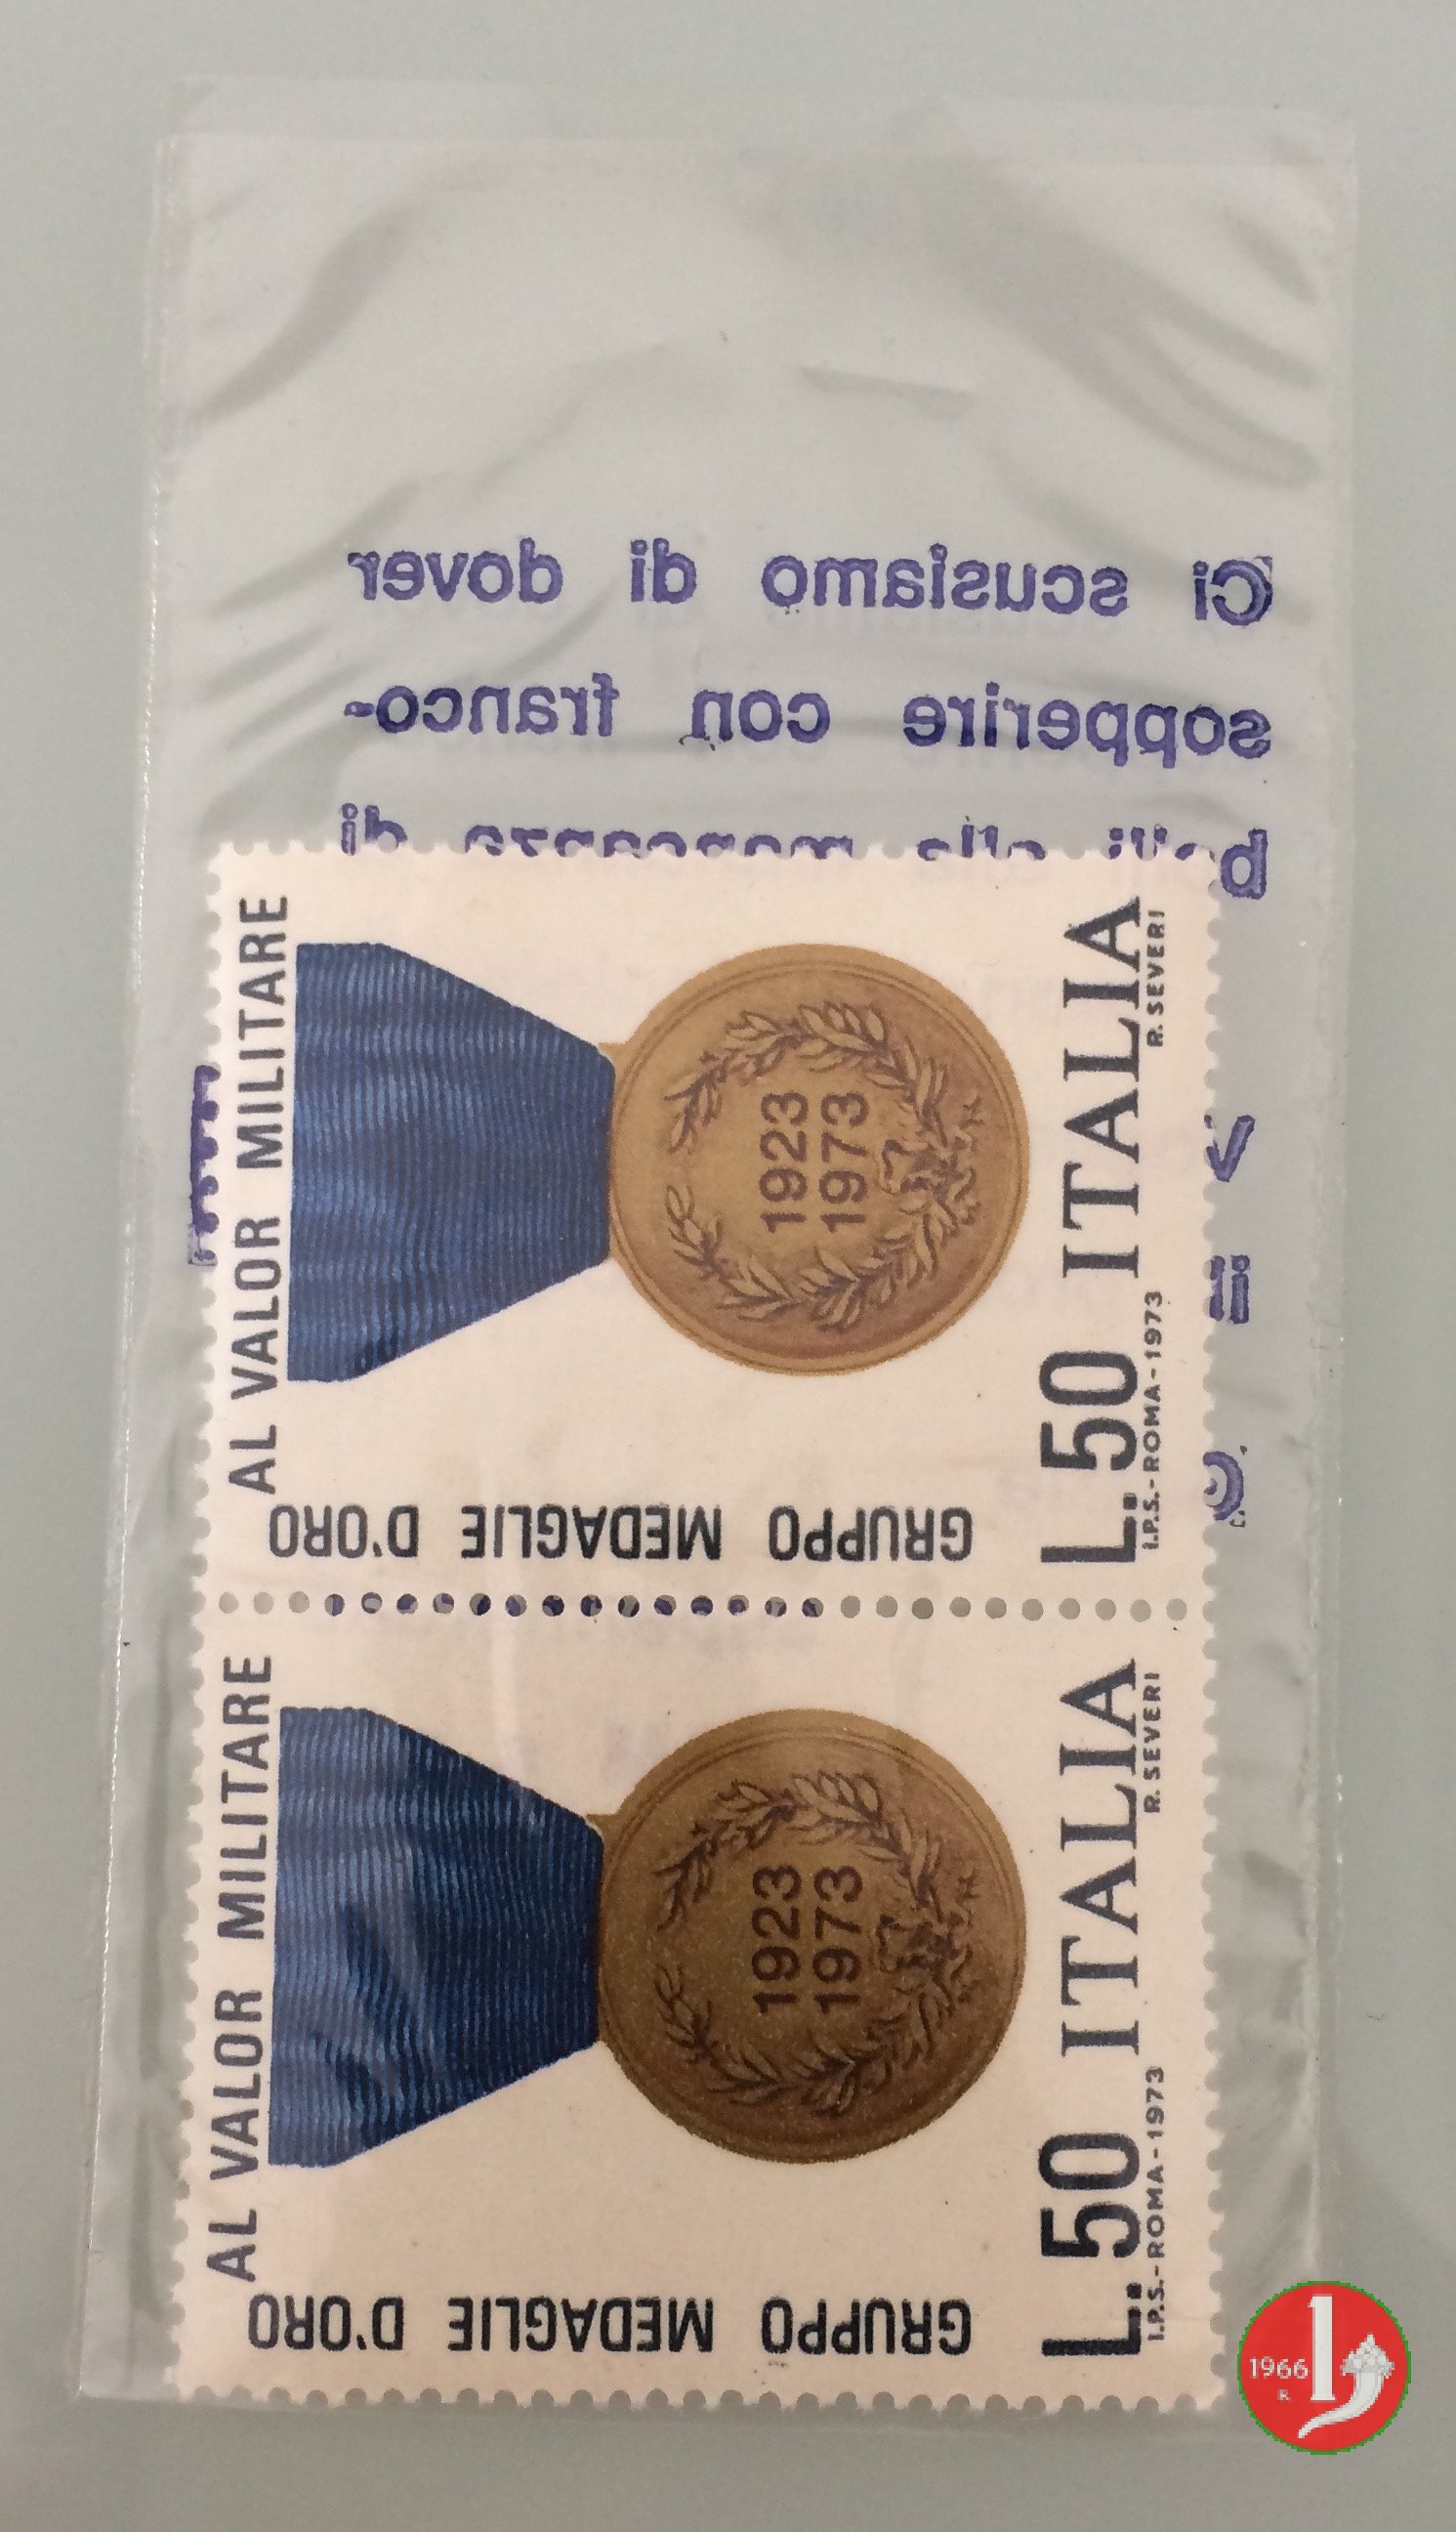 Ci scusiamo di dover
sopperire con franco-
di
AL VALOR MILITARE
GRUPPO MEDAGLIE D'ORO
1923
1973
L. 50 ITALIA
I.P.S.-ROMA-1973
R. SEVERI
AL VALOR MILITARE
GRUPPO MEDAGLIE D'ORO
1923
1973
L. 50 ITALIA
I.P.S.-ROMA-1973
R. SEVERI
1966
R.